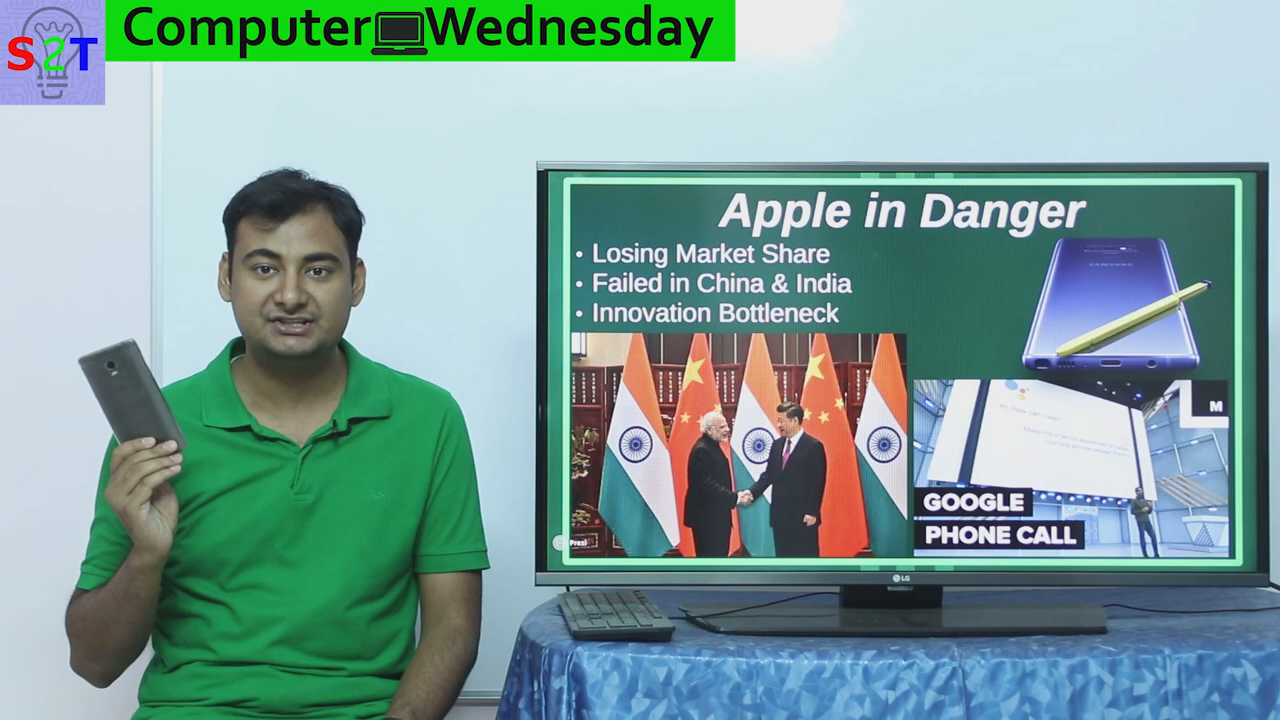 S2T
Computer Wednesday
Apple in Danger
• Losing Market Share
• Failed in China & India
• Innovation Bottleneck
M
GOOGLE
PHONE CALL
Prezi
LG